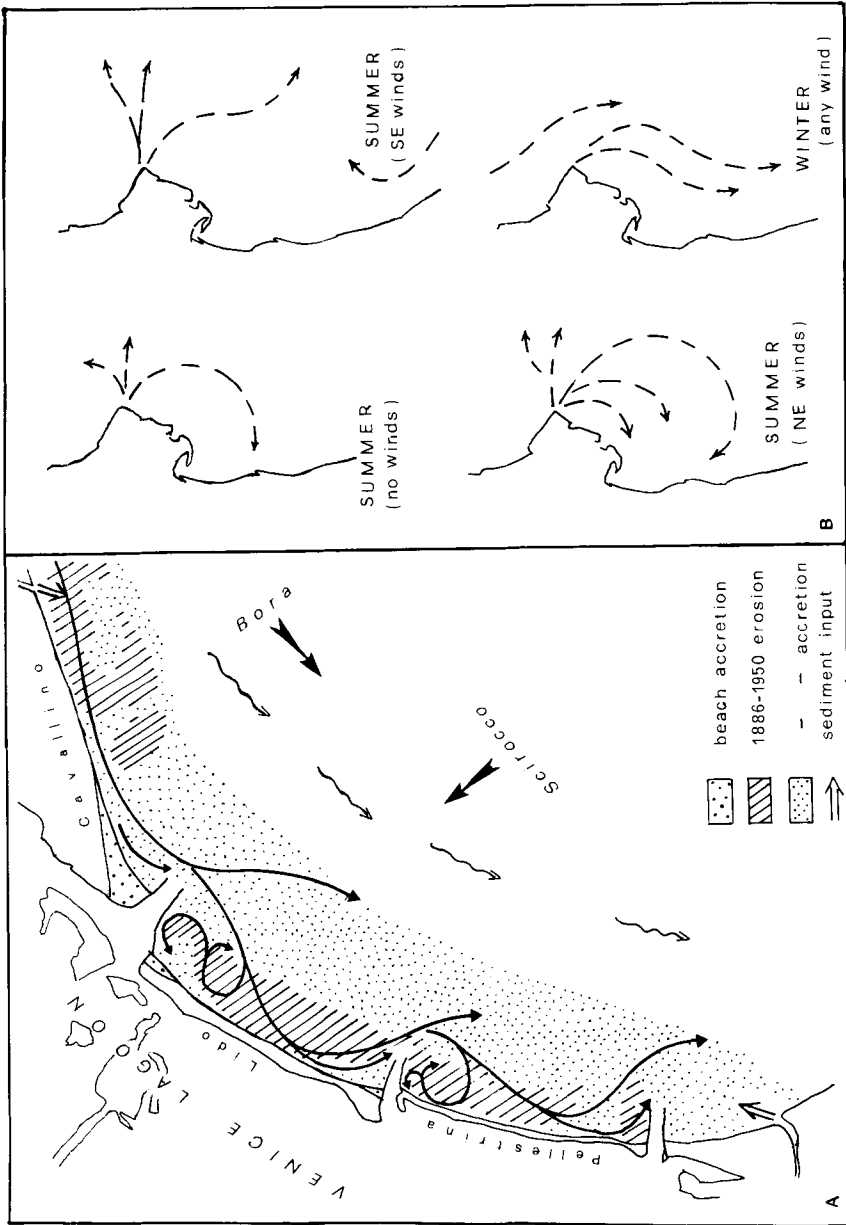 Cavallino
Bora
Scirocco
Lido
Pellestrina
VENICE
LAGOON
beach accretion
1886-1950 erosion
– – accretion
sediment input
A
SUMMER
(no winds)
SUMMER
(SE winds)
SUMMER
(NE winds)
WINTER
(any wind)
B